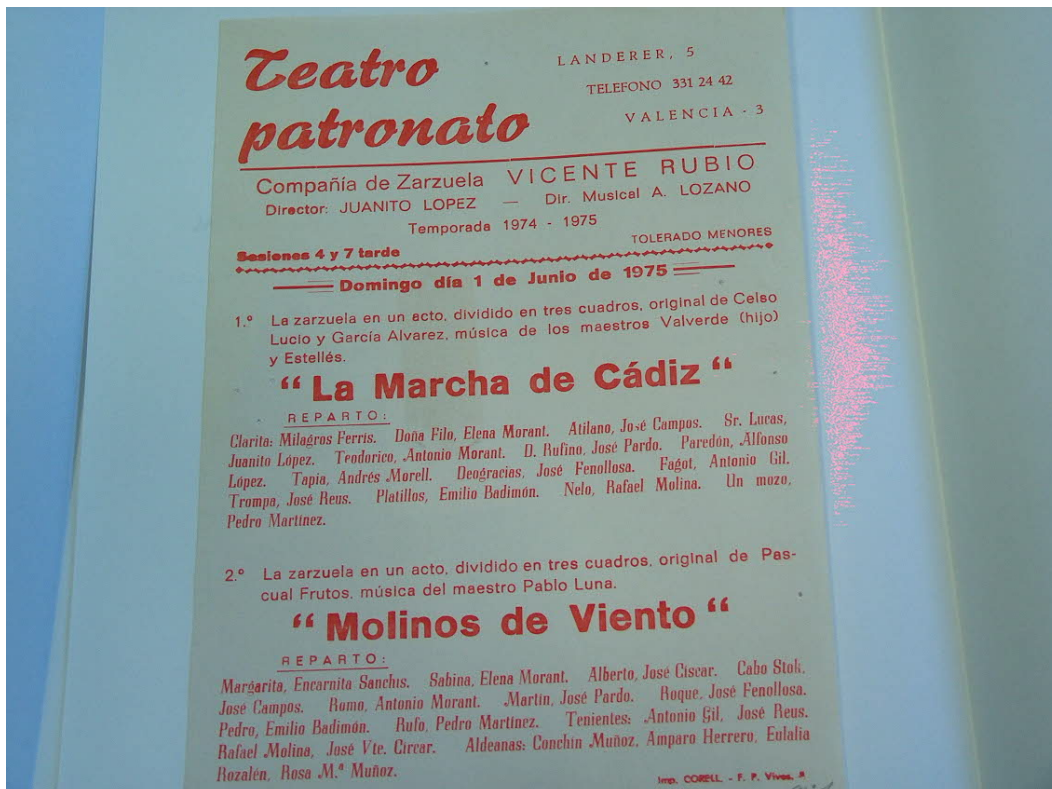 Teatro
patronato
LANDERER, 5
TELEFONO 331 24 42
VALENCIA - 3
Compañía de Zarzuela VICENTE RUBIO
Director: JUANITO LOPEZ — Dir. Musical A. LOZANO
Temporada 1974 - 1975
Sesiones 4 y 7 tarde
TOLERADO MENORES
Domingo día 1 de Junio de 1975
1.º La zarzuela en un acto, dividido en tres cuadros, original de Celso
Lucio y García Alvarez, música de los maestros Valverde (hijo)
y Estellés.
“ La Marcha de Cádiz “
REPARTO:
Clarita: Milagros Ferrís. Doña Filo, Elena Morant. Atilano, José Campos. Sr. Lucas,
Juanito López. Teodorico, Antonio Morant. D. Rufino, José Pardo. Paredón, Alfonso
López. Tapia, Andrés Morell. Deogracias, José Fenollosa. Fagot, Antonio Gil.
Trompa, José Reus. Platillos, Emilio Badimón. Nelo, Rafael Molina. Un mozo,
Pedro Martínez.
2.º La zarzuela en un acto, dividido en tres cuadros, original de Pas-
cual Frutos, música del maestro Pablo Luna.
“ Molinos de Viento “
REPARTO:
Margarita, Encarnita Sanchis. Sabina, Elena Morant. Alberto, José Císcar. Cabo Stok,
José Campos. Romo, Antonio Morant. Martín, José Pardo. Roque, José Fenollosa.
Pedro, Emilio Badimón. Rufo, Pedro Martínez. Tenientes: Antonio Gil, José Reus.
Rafael Molina, José Vte. Circar. Aldeanas: Conchín Muñoz, Amparo Herrero, Eulalia
Rozalén, Rosa M.ª Muñoz.
Imp. CORELL. - F. P. Vives,